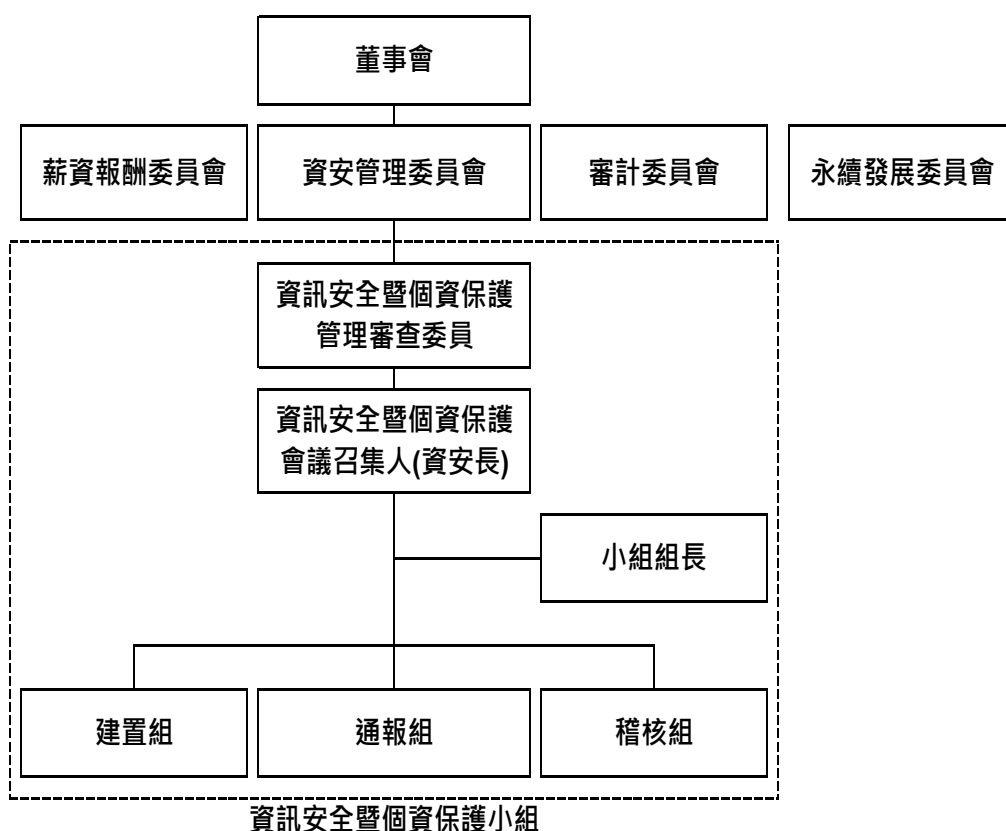 董事會
薪資報酬委員會
資安管理委員會
審計委員會
永續發展委員會
資訊安全暨個資保護
管理審查委員
資訊安全暨個資保護
會議召集人(資安長)
小組組長
建置組
通報組
稽核組
資訊安全暨個資保護小組